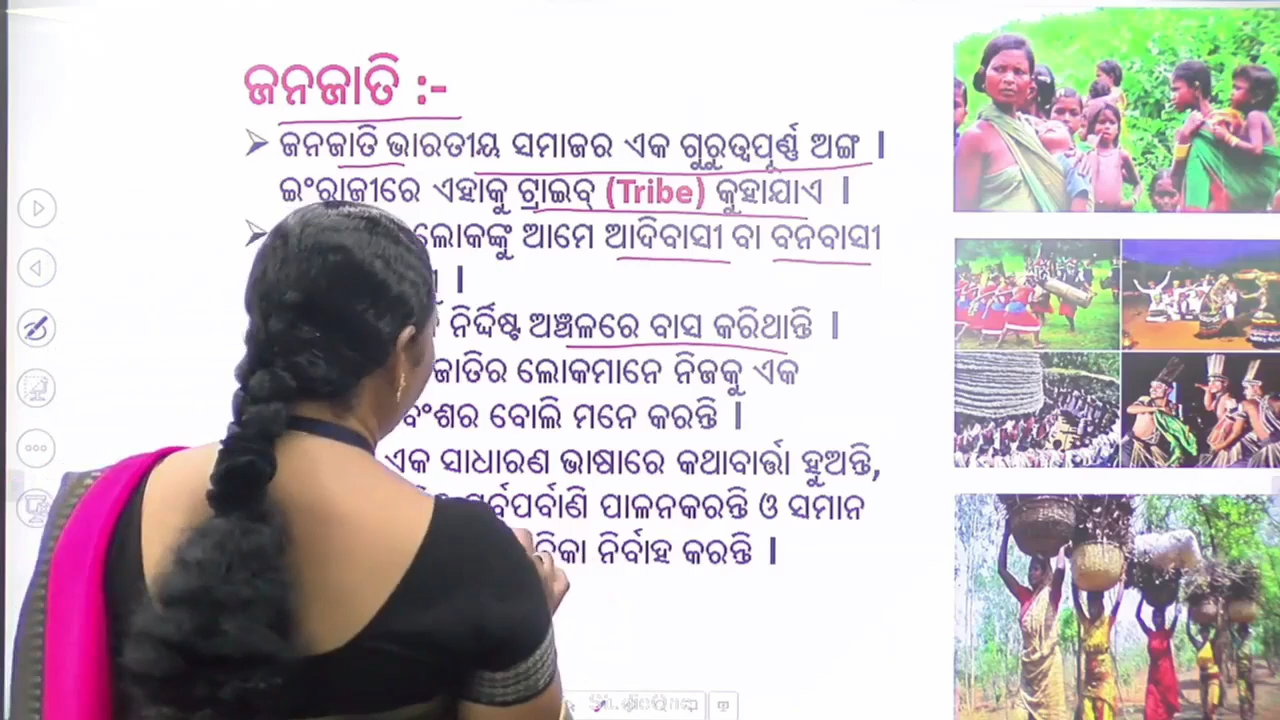 ଜନଜାତି :-
➢ ଜନଜାତି ଭାରତୀୟ ସମାଜର ଏକ ଗୁରୁତ୍ୱପୂର୍ଣ୍ଣ ଅଙ୍ଗ ।
ଇଂରାଜୀରେ ଏହାକୁ ଟ୍ରାଇବ୍ (Tribe) କୁହାଯାଏ ।
➢ ଲୋକଙ୍କୁ ଆମେ ଆଦିବାସୀ ବା ବନବାସୀ
।
ନିର୍ଦ୍ଦିଷ୍ଟ ଅଞ୍ଚଳରେ ବାସ କରିଥାନ୍ତି ।
ଜାତିର ଲୋକମାନେ ନିଜକୁ ଏକ
ବଂଶର ବୋଲି ମନେ କରନ୍ତି ।
ଏକ ସାଧାରଣ ଭାଷାରେ କଥାବାର୍ତ୍ତା ହୁଅନ୍ତି,
ପର୍ବପର୍ବାଣି ପାଳନକରନ୍ତି ଓ ସମାନ
ନିର୍ବାହ କରନ୍ତି ।